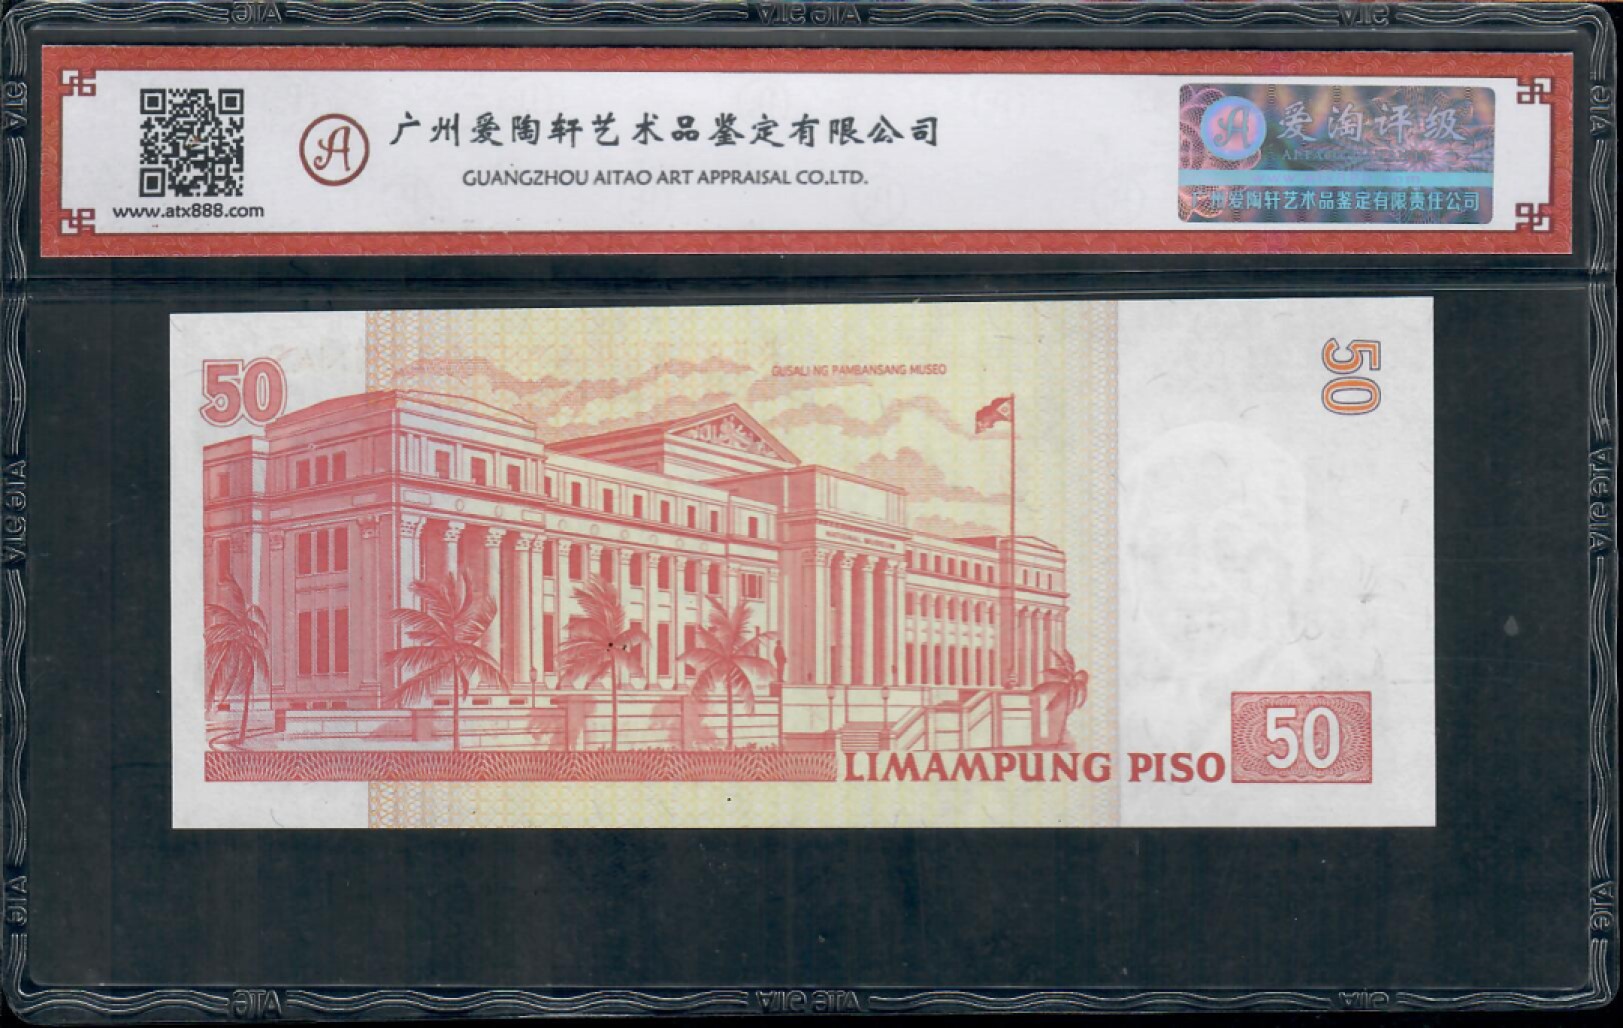 广州爱陶轩艺术品鉴定有限公司
GUANGZHOU AITAO ART APPRAISAL CO.LTD.
www.atx888.com
A
爱淘评级
广州爱陶轩艺术品鉴定有限责任公司
50
GUSALI NG PAMBANSANG MUSEO
50
NATIONAL MUSEUM
LIMAMPUNG PISO
50